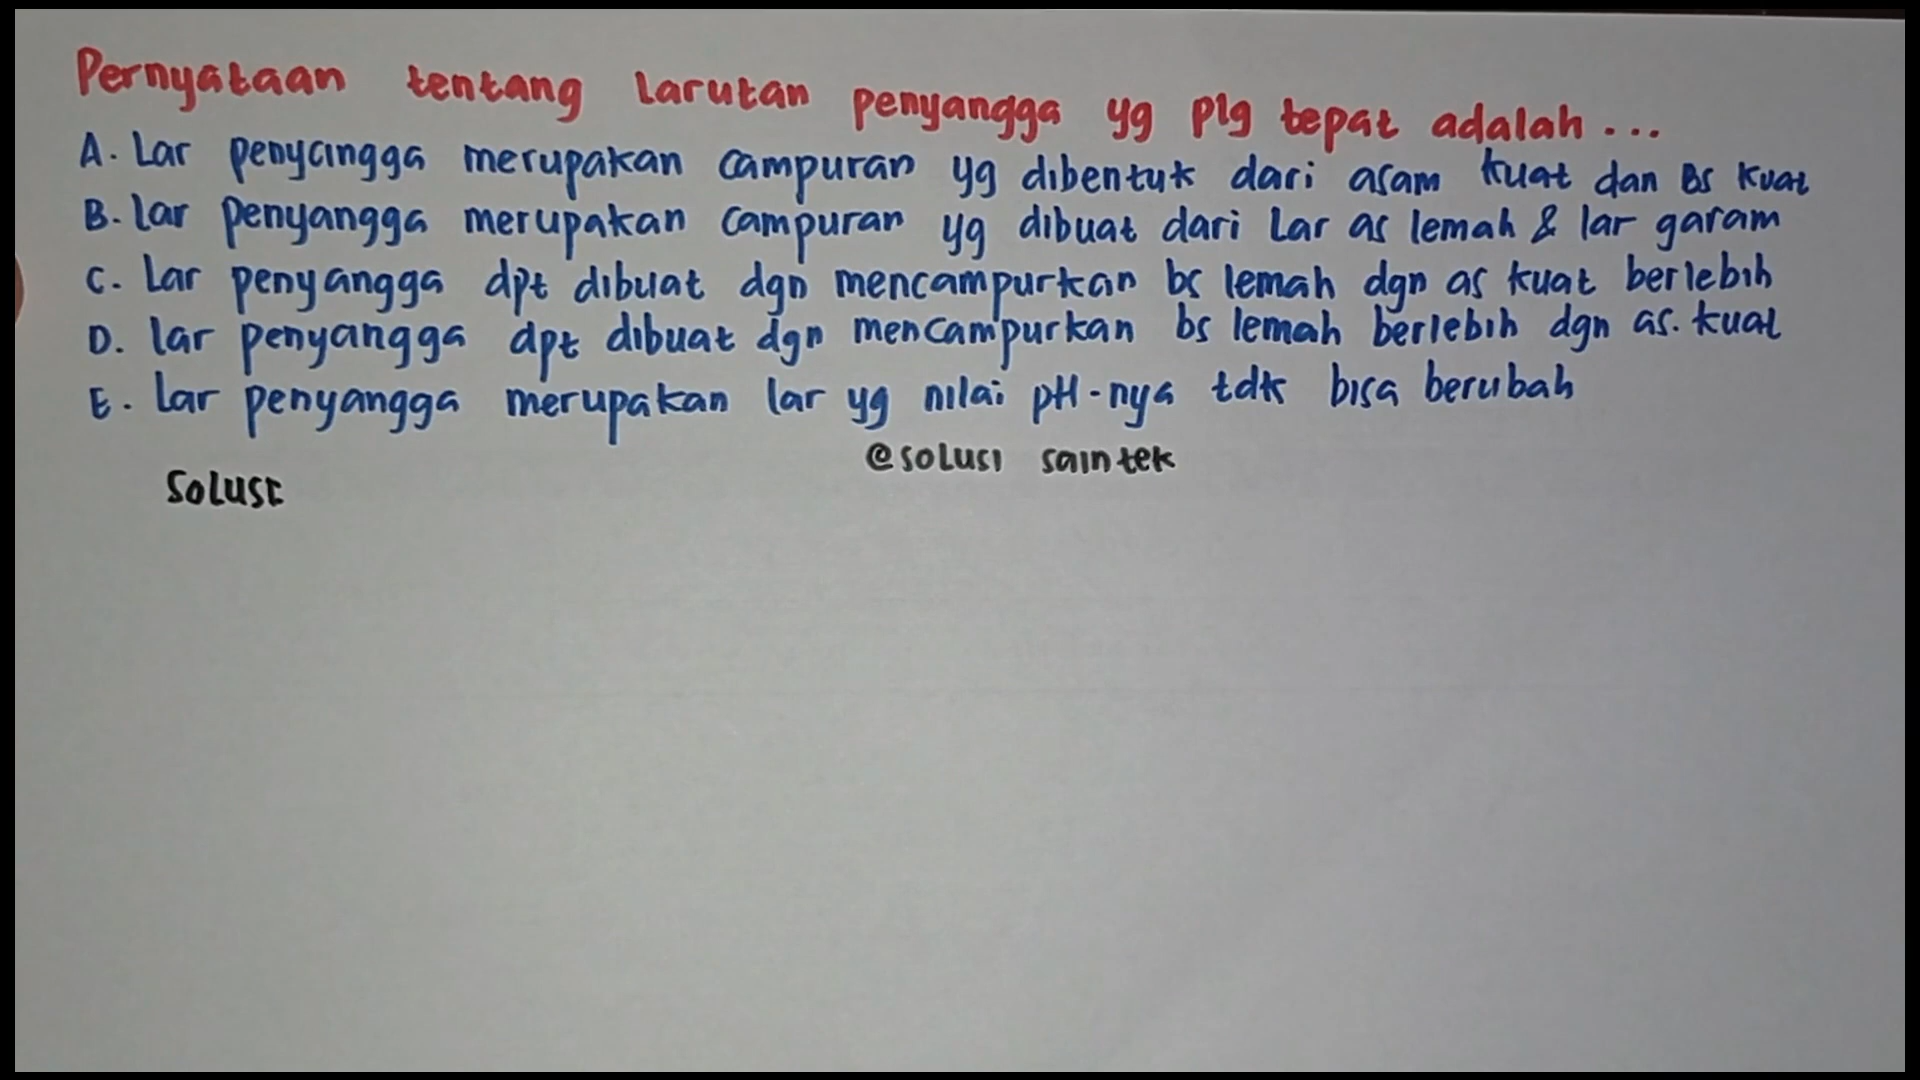 Pernyataan tentang Larutan penyangga yg plg tepat adalah...
A. Lar penyangga merupakan campuran yg dibentuk dari asam kuat dan Bs kuat
B. lar penyangga merupakan campuran yg dibuat dari Lar as lemah & lar garam
C. Lar penyangga dpt dibuat dgn mencampurkan bs lemah dgn as kuat berlebih
D. lar penyangga dpt dibuat dgn mencampurkan bs lemah berlebih dgn as. kuat
E. lar penyangga merupakan lar yg nilai pH-nya tdk bisa berubah
@solusi saintek
SoLusI